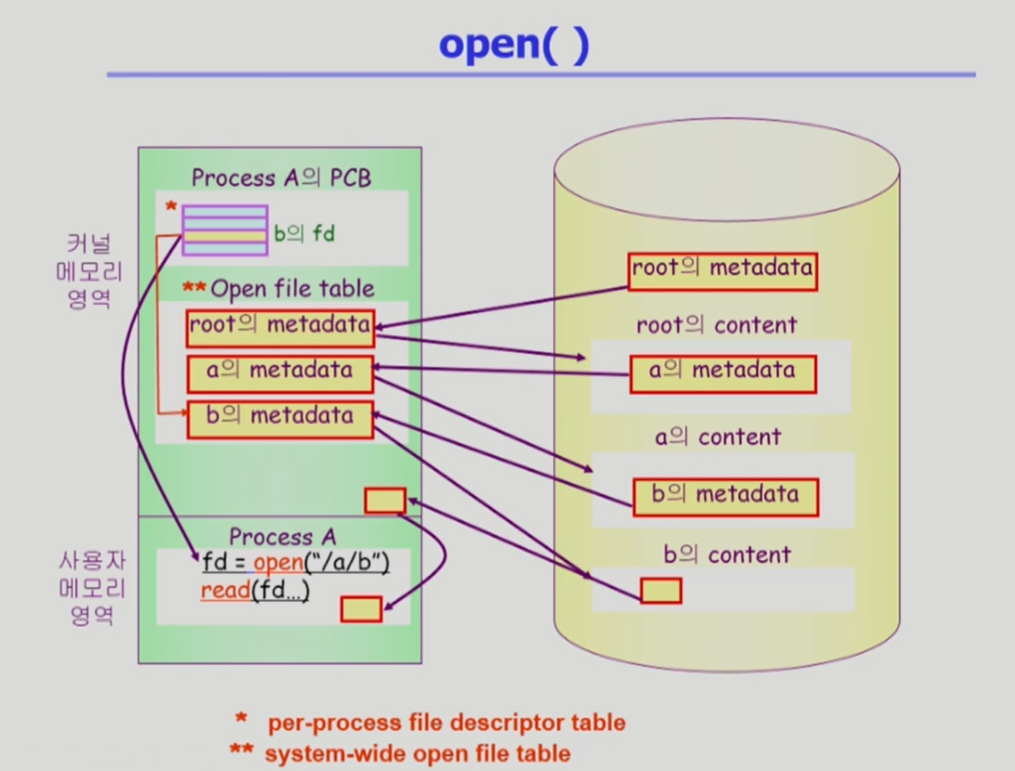 open( )
Process A의 PCB
*
b의 fd
커널
메모리
영역
** Open file table
root의 metadata
a의 metadata
b의 metadata
사용자
메모리
영역
Process A
fd = open(“/a/b”)
read(fd...)
root의 metadata
root의 content
a의 metadata
a의 content
b의 metadata
b의 content
* per-process file descriptor table
** system-wide open file table